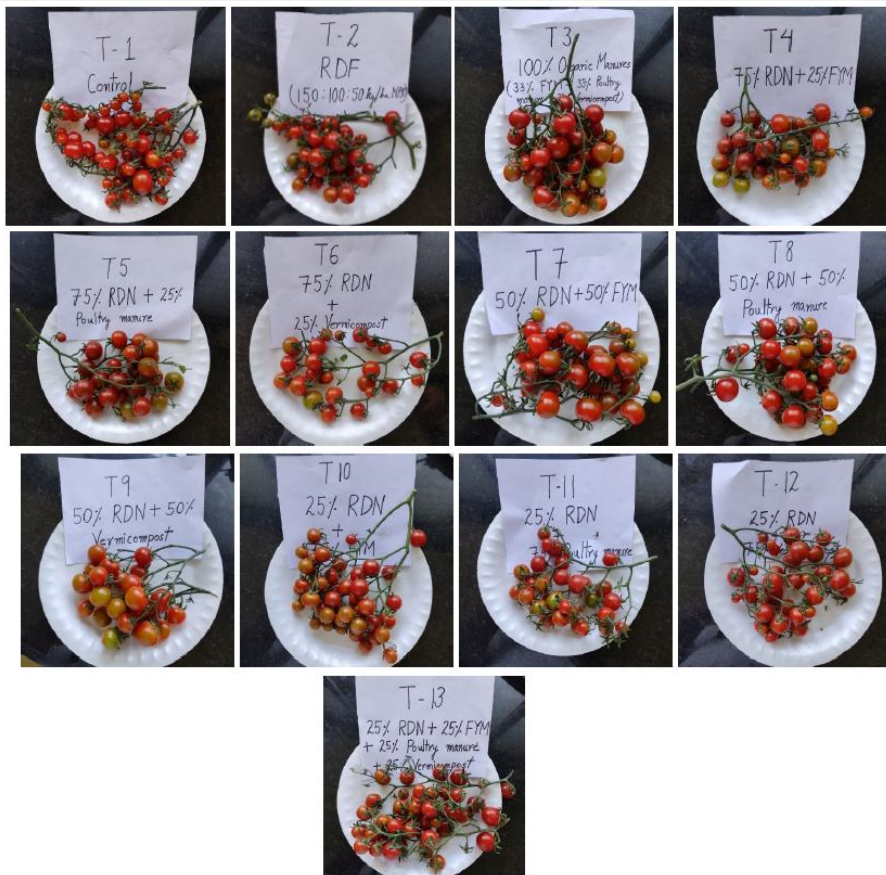 T-1
Control
T-2
RDF
(150:100:50 kg/ha NPK)
T3
100% Organic Manures
(33% FYM 33% Poultry
T4
75% RDN + 25% FYM
T5
75% RDN + 25%
Poultry manure
T6
75% RDN
+
25% Vermicompost
T7
50% RDN + 50% FYM
T8
50% RDN + 50%
Poultry manure
T9
50% RDN + 50%
Vermicompost
T10
25% RDN
+
T-11
25% RDN
+
Poultry manure
T-12
25% RDN
T-13
25% RDN + 25% FYM
+ 25% Poultry manure
+ 25% Vermicompost